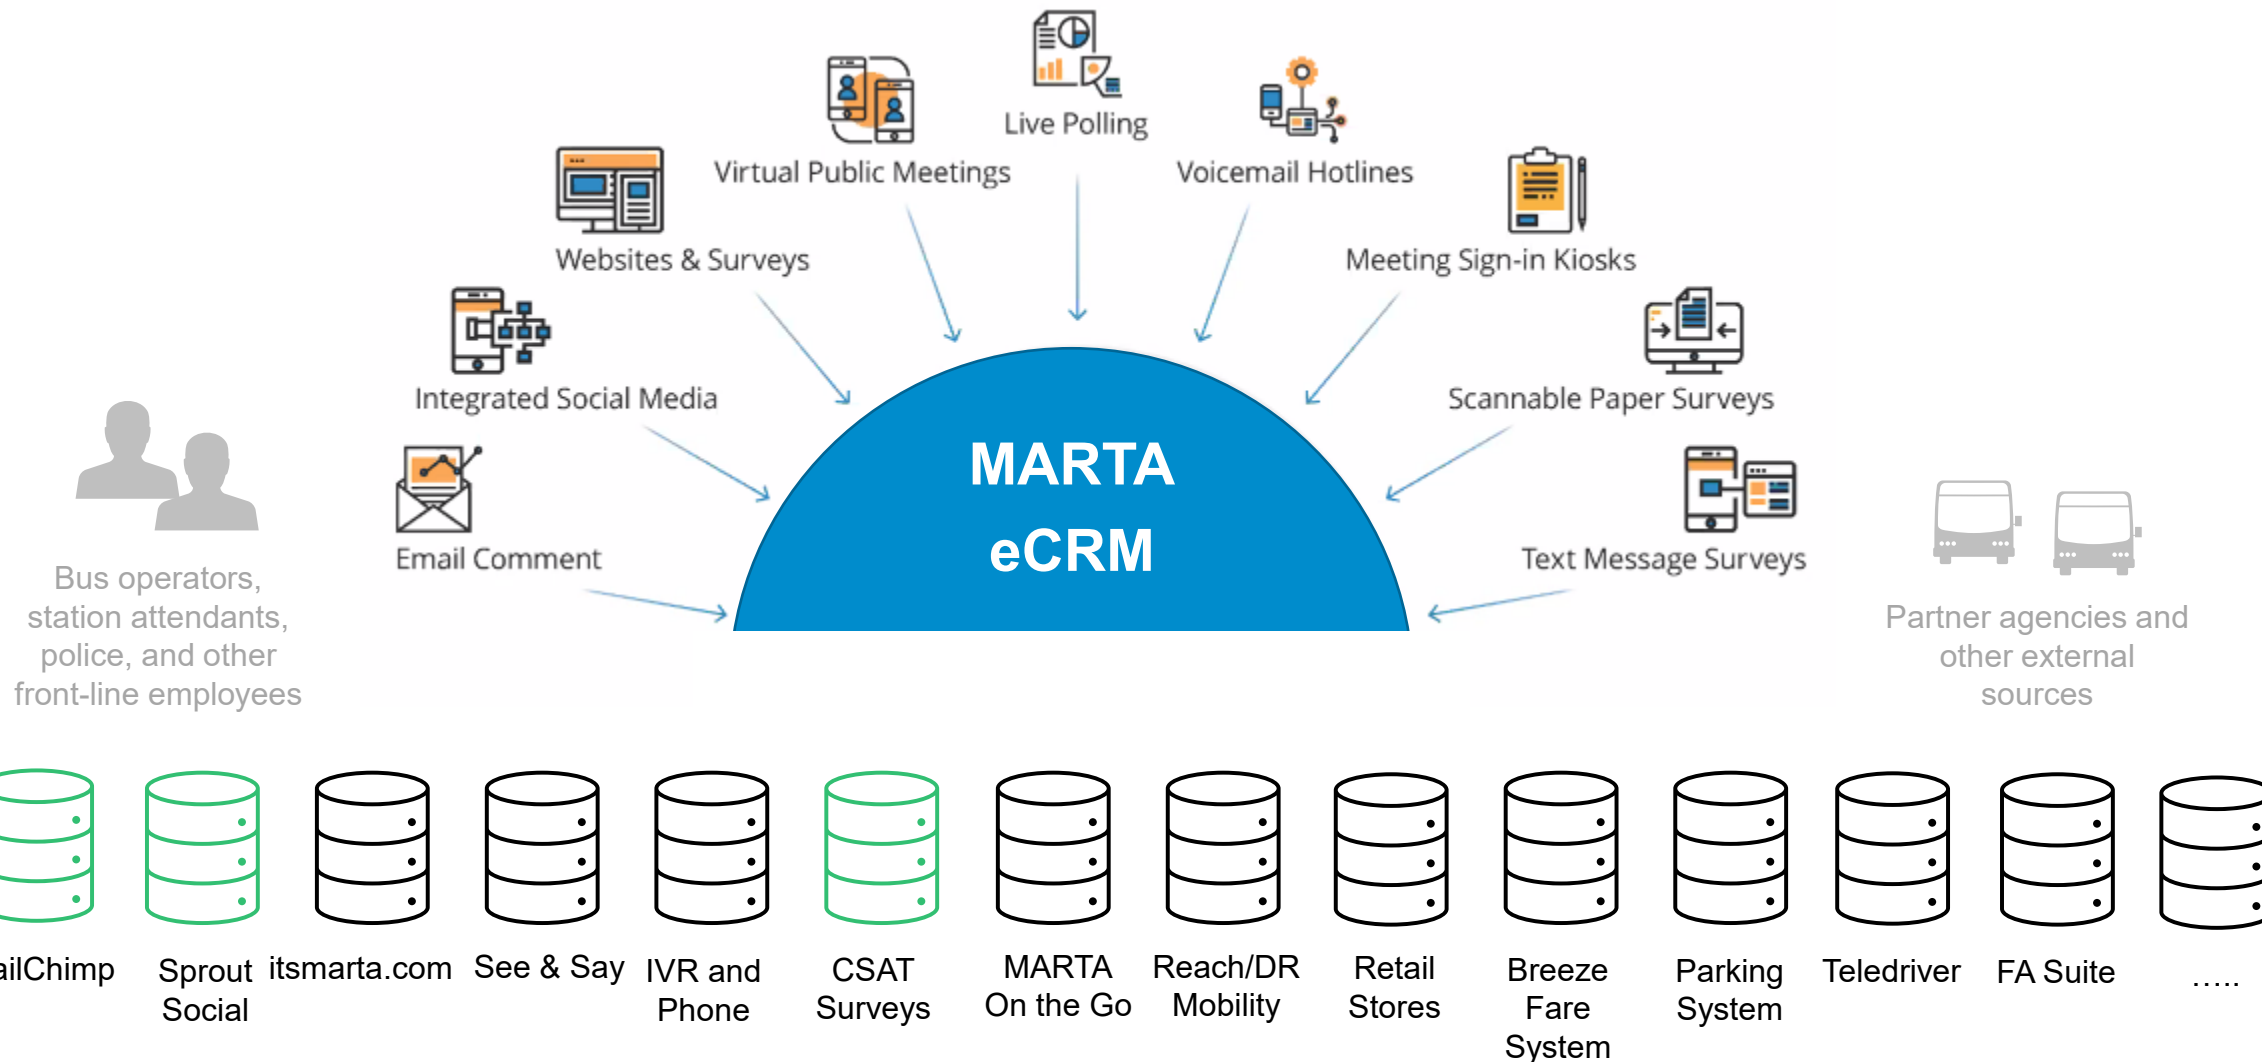 Live Polling
Virtual Public Meetings
Voicemail Hotlines
Websites & Surveys
Meeting Sign-in Kiosks
Integrated Social Media
Scannable Paper Surveys
MARTA
eCRM
Email Comment
Text Message Surveys
Bus operators,
station attendants,
police, and other
front-line employees
Partner agencies and
other external
sources
ailChimp
Sprout
Social
itsmarta.com
See & Say
IVR and
Phone
CSAT
Surveys
MARTA
On the Go
Reach/DR
Mobility
Retail
Stores
Breeze
Fare
System
Parking
System
Teledriver
FA Suite
.....